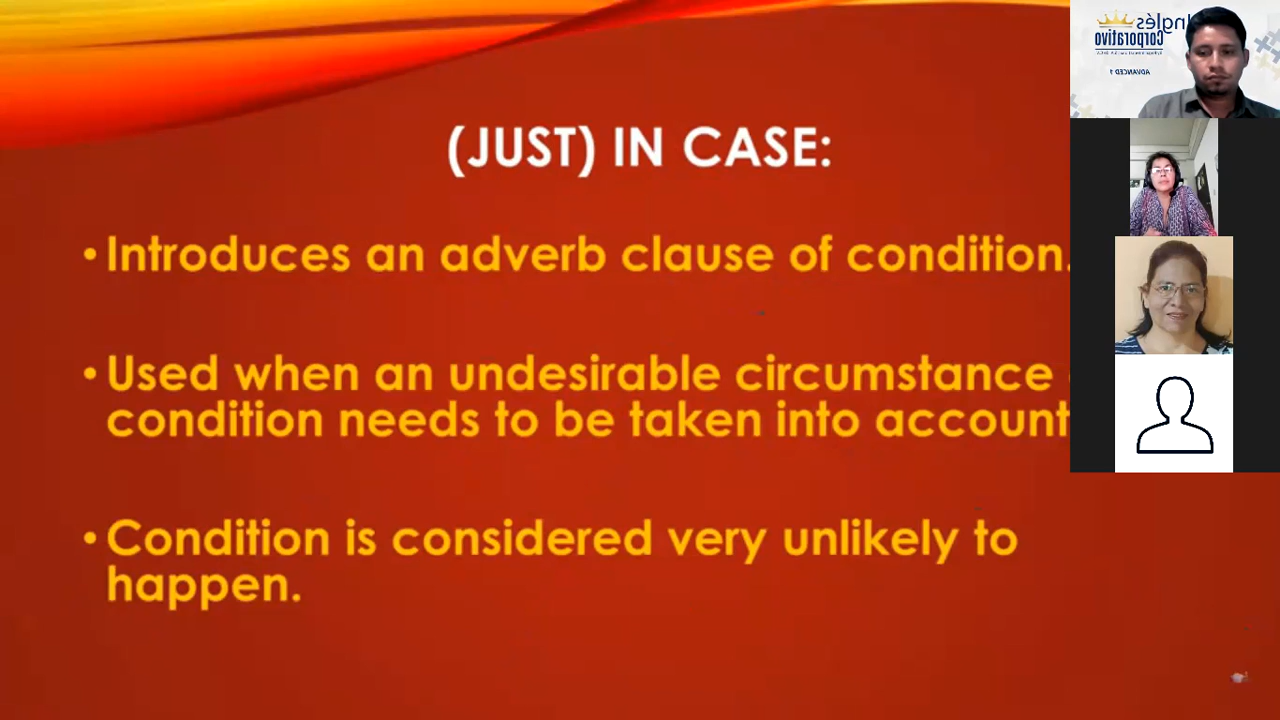 (JUST) IN CASE:
• Introduces an adverb clause of condition.
• Used when an undesirable circumstance
condition needs to be taken into account
• Condition is considered very unlikely to
happen.
Inglés
Corporativo
ADVANCED 1